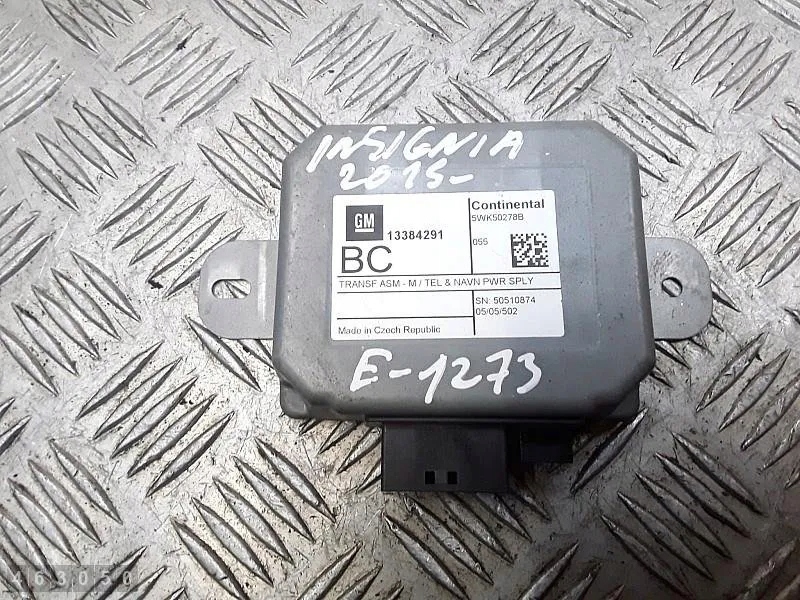 INSIGNIA
2015-
GM 13384291
BC
Continental
5WK50278B
055
TRANSF ASM - M / TEL & NAVN PWR SPLY
SN: 50510874
05/05/502
Made in Czech Republic
E-1273
463050